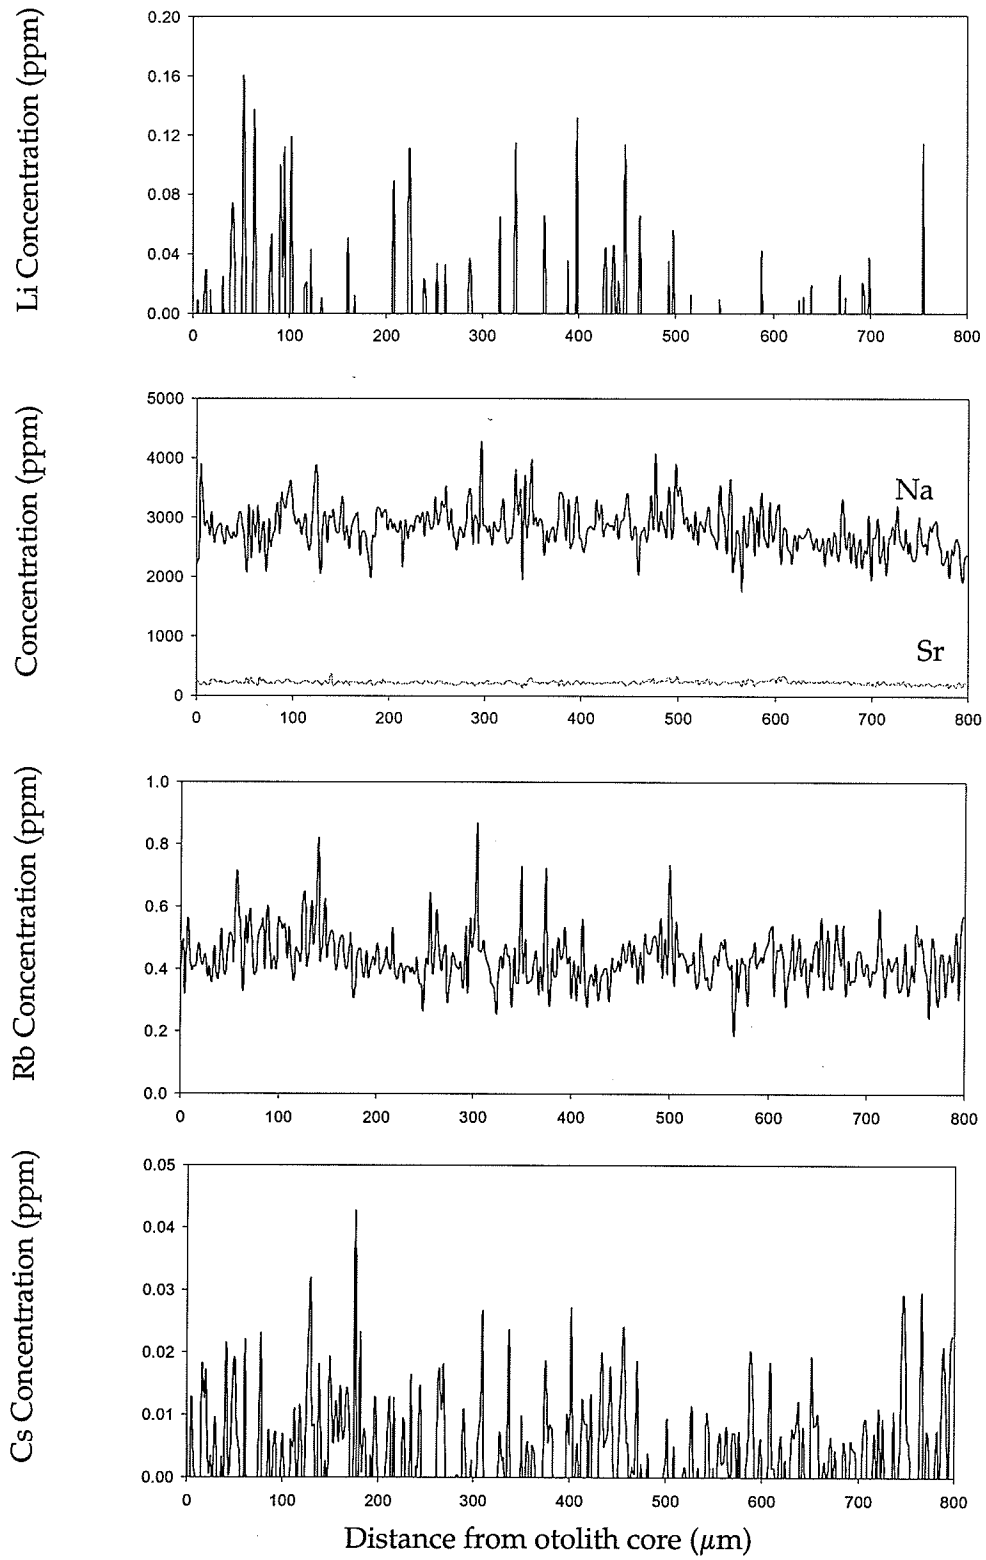 Li Concentration (ppm)
0.20
0.16
0.12
0.08
0.04
0.00
0 100 200 300 400 500 600 700 800
Concentration (ppm)
5000
4000
3000
2000
1000
0
Na
Sr
0 100 200 300 400 500 600 700 800
Rb Concentration (ppm)
1.0
0.8
0.6
0.4
0.2
0.0
0 100 200 300 400 500 600 700 800
Cs Concentration (ppm)
0.05
0.04
0.03
0.02
0.01
0.00
0 100 200 300 400 500 600 700 800
Distance from otolith core (μm)